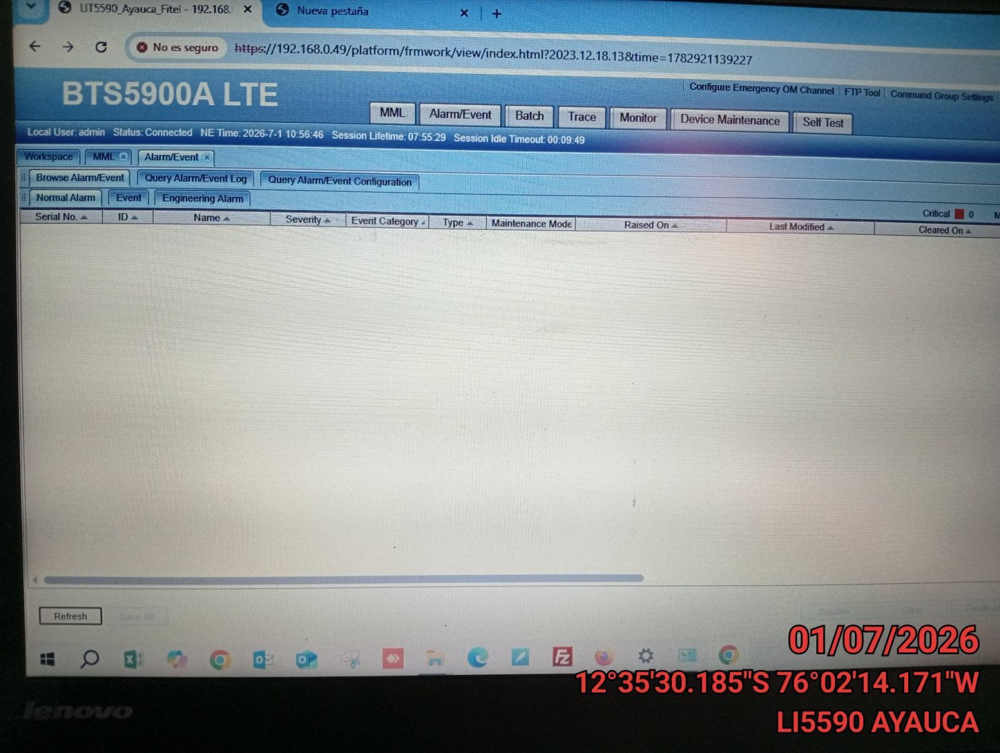 LIT5590_Ayauca_Fitel - 192.168. Nueva pestaña
No es seguro https://192.168.0.49/platform/frmwork/view/index.html?2023.12.18.13&time=1782921139227
BTS5900A LTE
Configure Emergency OM Channel FTP Tool Command Group Settings
MML Alarm/Event Batch Trace Monitor Device Maintenance Self Test
Local User: admin Status: Connected NE Time: 2026-7-1 10:56:46 Session Lifetime: 07:55:29 Session Idle Timeout: 00:09:49
Workspace MML Alarm/Event
Browse Alarm/Event Query Alarm/Event Log Query Alarm/Event Configuration
Normal Alarm Event Engineering Alarm
Critical 0 M
Serial No. ID Name Severity Event Category Type Maintenance Mode Raised On Last Modified Cleared On
Refresh Save All Solution Clear
01/07/2026
12°35'30.185"S 76°02'14.171"W
LI5590 AYAUCA
lenovo